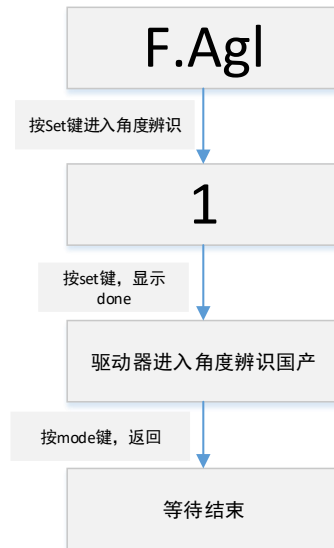 F.Agl
按Set键进入角度辨识
1
按set键，显示
done
驱动器进入角度辨识国产
按mode键，返回
等待结束